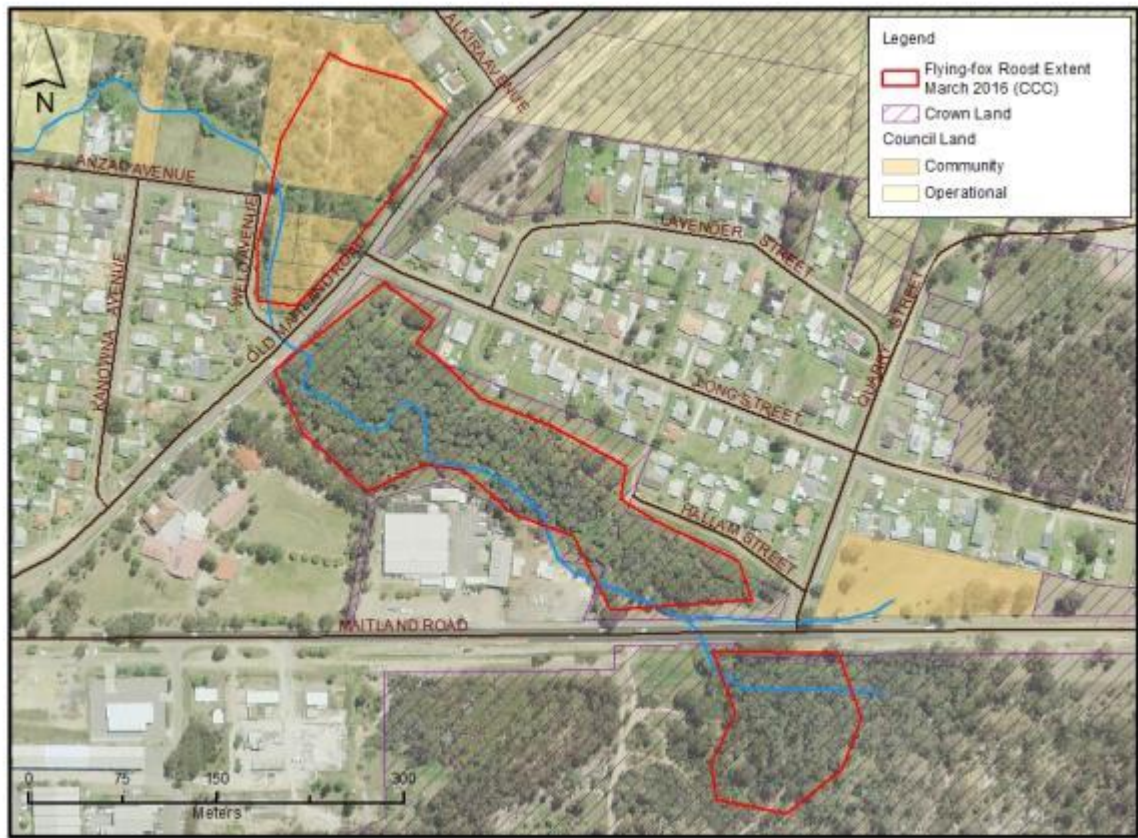 Legend
Flying-fox Roost Extent
March 2016 (CCC)
Crown Land
Council Land
Community
Operational
N
ALKIRA AVENUE
ANZAC AVENUE
WELD AVENUE
KANOWNA AVENUE
OLD MAITLAND ROAD
LAVENDER STREET
LONG STREET
QUARRY STREET
HALLAM STREET
MAITLAND ROAD
0 75 150 300
Meters